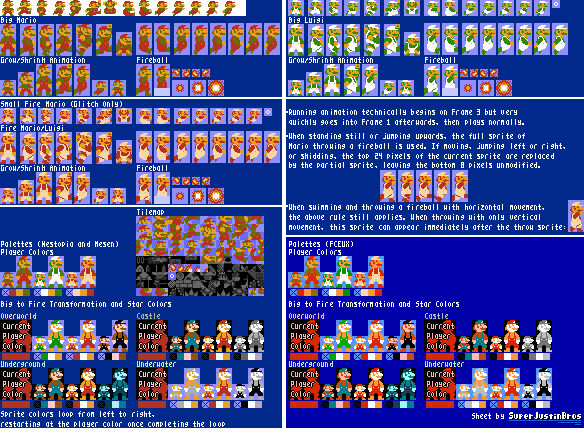 Big Mario
Grow/Shrink Animation
Fireball
Big Luigi
Grow/Shrink Animation
Fireball
Small Fire Mario (Glitch Only)
Fire Mario/Luigi
Grow/Shrink Animation
Fireball
Running animation technically begins on Frame 3 but very
quickly goes into Frame 1 afterwards, then plays normally.
When standing still or jumping upwards, the full sprite of
Mario throwing a fireball is used. If moving, jumping left or right,
or skidding, the top 24 pixels of the current sprite are replaced
by the partial sprite, leaving the bottom 8 pixels unmodified.
When swimming and throwing a fireball with horizontal movement,
the above rule still applies. When throwing with only vertical
movement, this sprite can appear immediately after the throw sprite:
Tilemap
Palettes (Nestopia and Mesen)
Player Colors
Big to Fire Transformation and Star Colors
Overworld
Castle
Current
Player
Color
Current
Player
Color
Underground
Underwater
Current
Player
Color
Current
Player
Color
Sprite colors loop from left to right,
restarting at the player color once completing the loop
Palettes (FCEUX)
Player Colors
Big to Fire Transformation and Star Colors
Overworld
Castle
Current
Player
Color
Current
Player
Color
Underground
Underwater
Current
Player
Color
Current
Player
Color
Sheet by SuperJustinBros